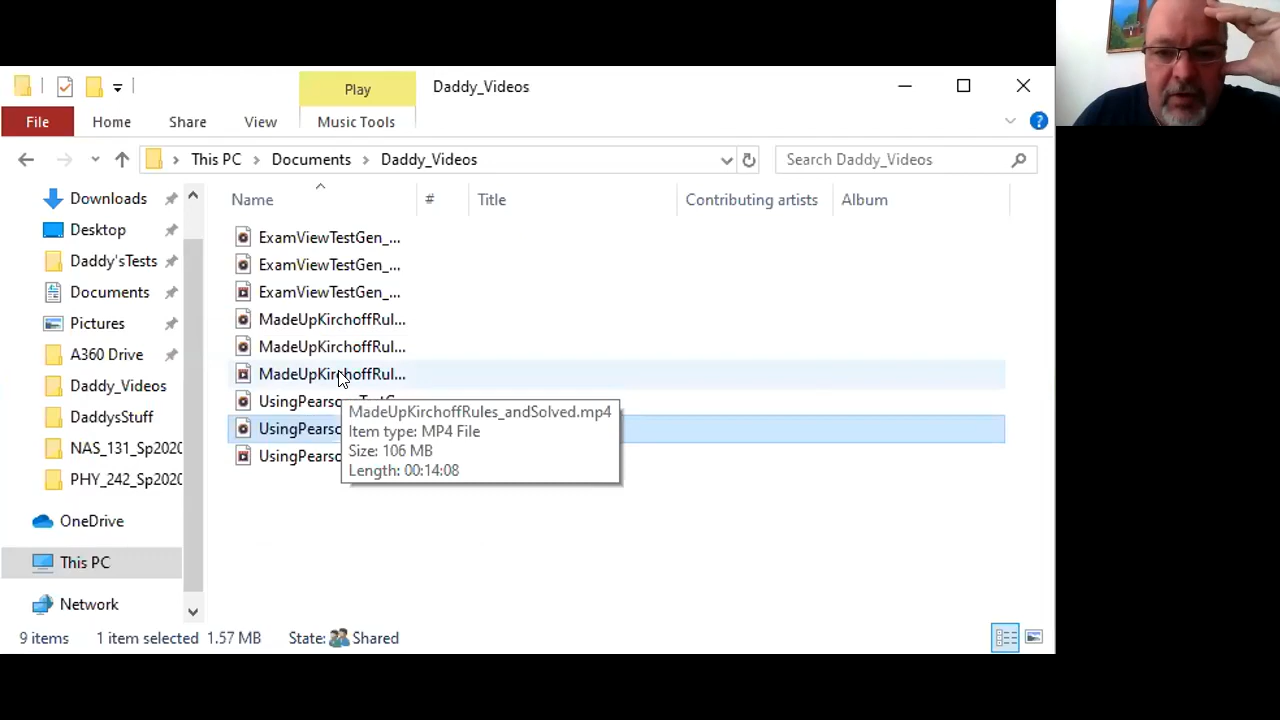 Play
Daddy_Videos
File
Home
Share
View
Music Tools
This PC
Documents
Daddy_Videos
Search Daddy_Videos
Name
#
Title
Contributing artists
Album
Downloads
Desktop
Daddy'sTests
Documents
Pictures
A360 Drive
Daddy_Videos
DaddysStuff
NAS_131_Sp2020
PHY_242_Sp2020
OneDrive
This PC
Network
ExamViewTestGen_...
ExamViewTestGen_...
ExamViewTestGen_...
MadeUpKirchoffRul...
MadeUpKirchoffRul...
MadeUpKirchoffRul...
MadeUpKirchoffRules_andSolved.mp4
Item type: MP4 File
Size: 106 MB
Length: 00:14:08
9 items
1 item selected 1.57 MB
State: Shared